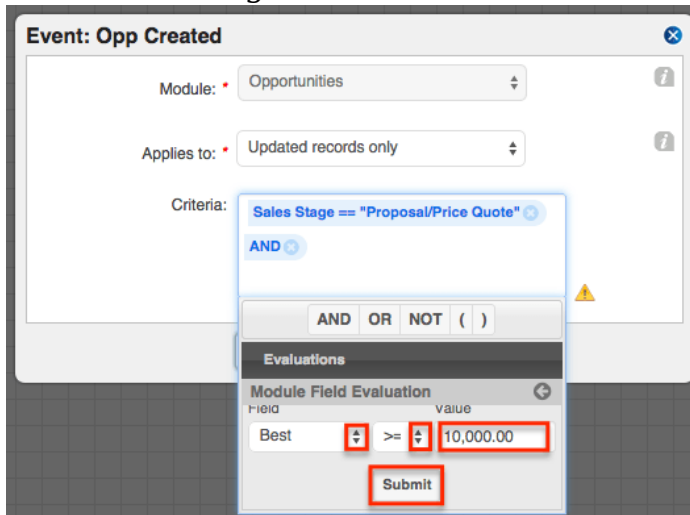 Event: Opp Created
Module: * Opportunities
Applies to: * Updated records only
Criteria: Sales Stage == "Proposal/Price Quote"
AND
AND OR NOT ( )
Evaluations
Module Field Evaluation
Field Value
Best >= 10,000.00
Submit